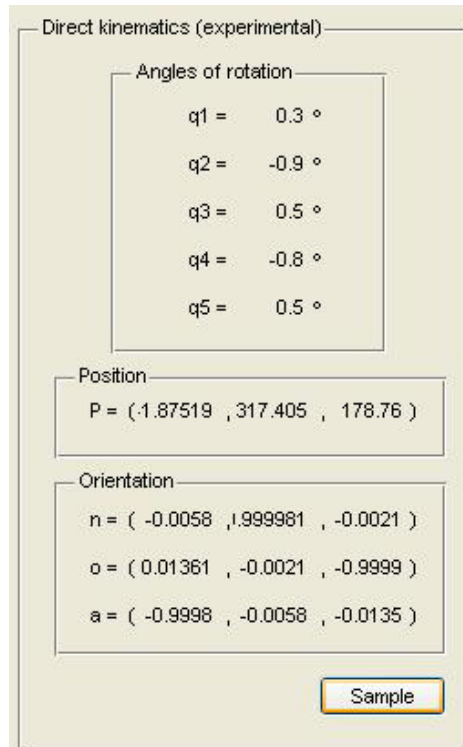 Direct kinematics (experimental)
Angles of rotation
q1 = 0.3 °
q2 = -0.9 °
q3 = 0.5 °
q4 = -0.8 °
q5 = 0.5 °
Position
P = (-1.87519 , 317.405 , 178.76 )
Orientation
n = ( -0.0058 , .999981 , -0.0021 )
o = ( 0.01361 , -0.0021 , -0.9999 )
a = ( -0.9998 , -0.0058 , -0.0135 )
Sample